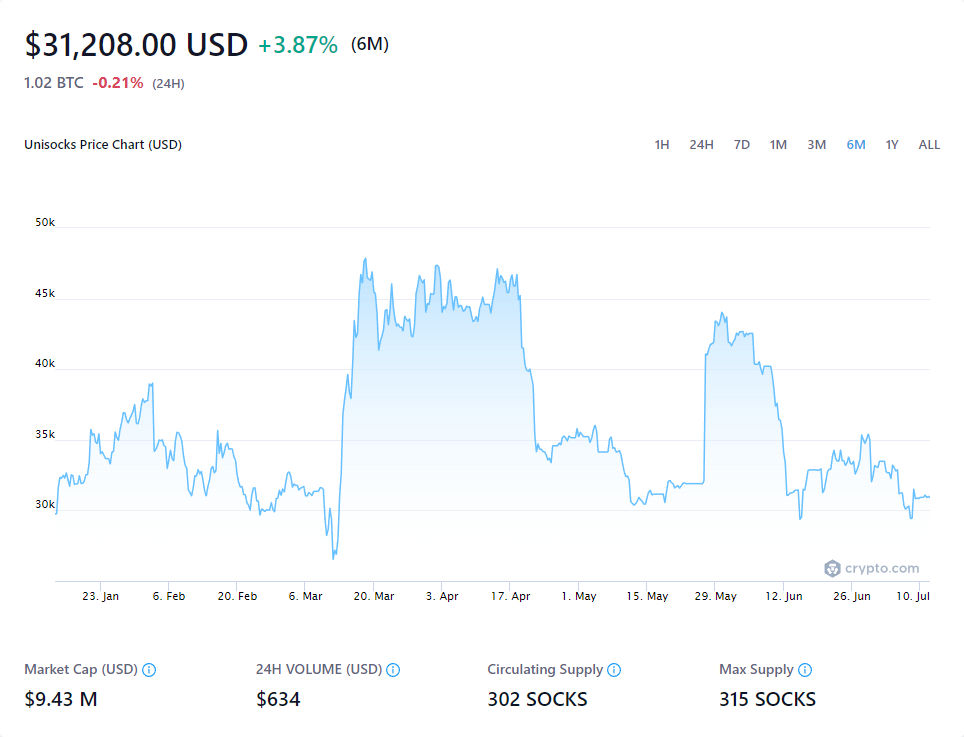 $31,208.00 USD +3.87% (6M)
1.02 BTC -0.21% (24H)
Unisocks Price Chart (USD) 1H 24H 7D 1M 3M 6M 1Y ALL
50k
45k
40k
35k
30k
crypto.com
23. Jan 6. Feb 20. Feb 6. Mar 20. Mar 3. Apr 17. Apr 1. May 15. May 29. May 12. Jun 26. Jun 10. Jul
Market Cap (USD) 24H VOLUME (USD) Circulating Supply Max Supply
$9.43 M $634 302 SOCKS 315 SOCKS